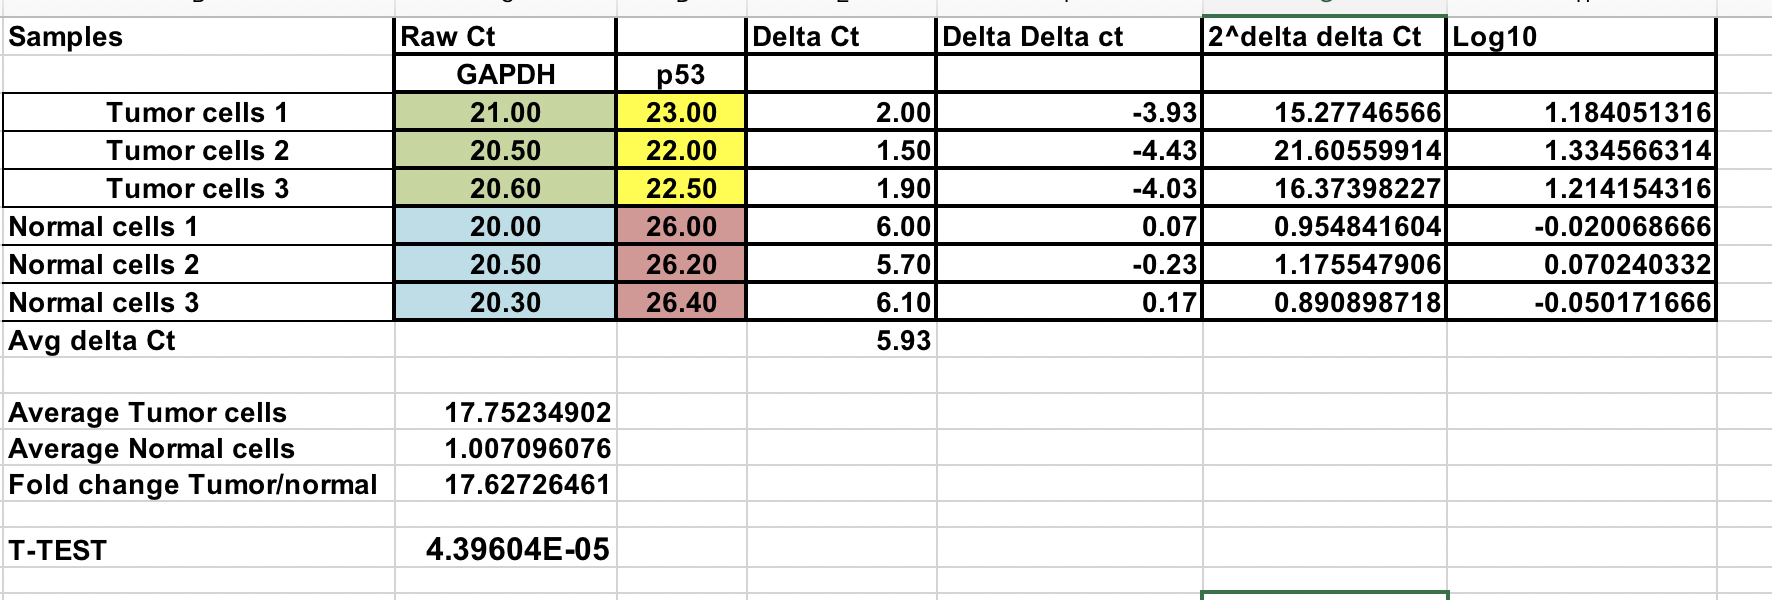 Samples Raw Ct Delta Ct Delta Delta ct 2^delta delta Ct Log10
GAPDH p53
Tumor cells 1 21.00 23.00 2.00 -3.93 15.27746566 1.184051316
Tumor cells 2 20.50 22.00 1.50 -4.43 21.60559914 1.334566314
Tumor cells 3 20.60 22.50 1.90 -4.03 16.37398227 1.214154316
Normal cells 1 20.00 26.00 6.00 0.07 0.954841604 -0.020068666
Normal cells 2 20.50 26.20 5.70 -0.23 1.175547906 0.070240332
Normal cells 3 20.30 26.40 6.10 0.17 0.890898718 -0.050171666
Avg delta Ct 5.93
Average Tumor cells 17.75234902
Average Normal cells 1.007096076
Fold change Tumor/normal 17.62726461
T-TEST 4.39604E-05